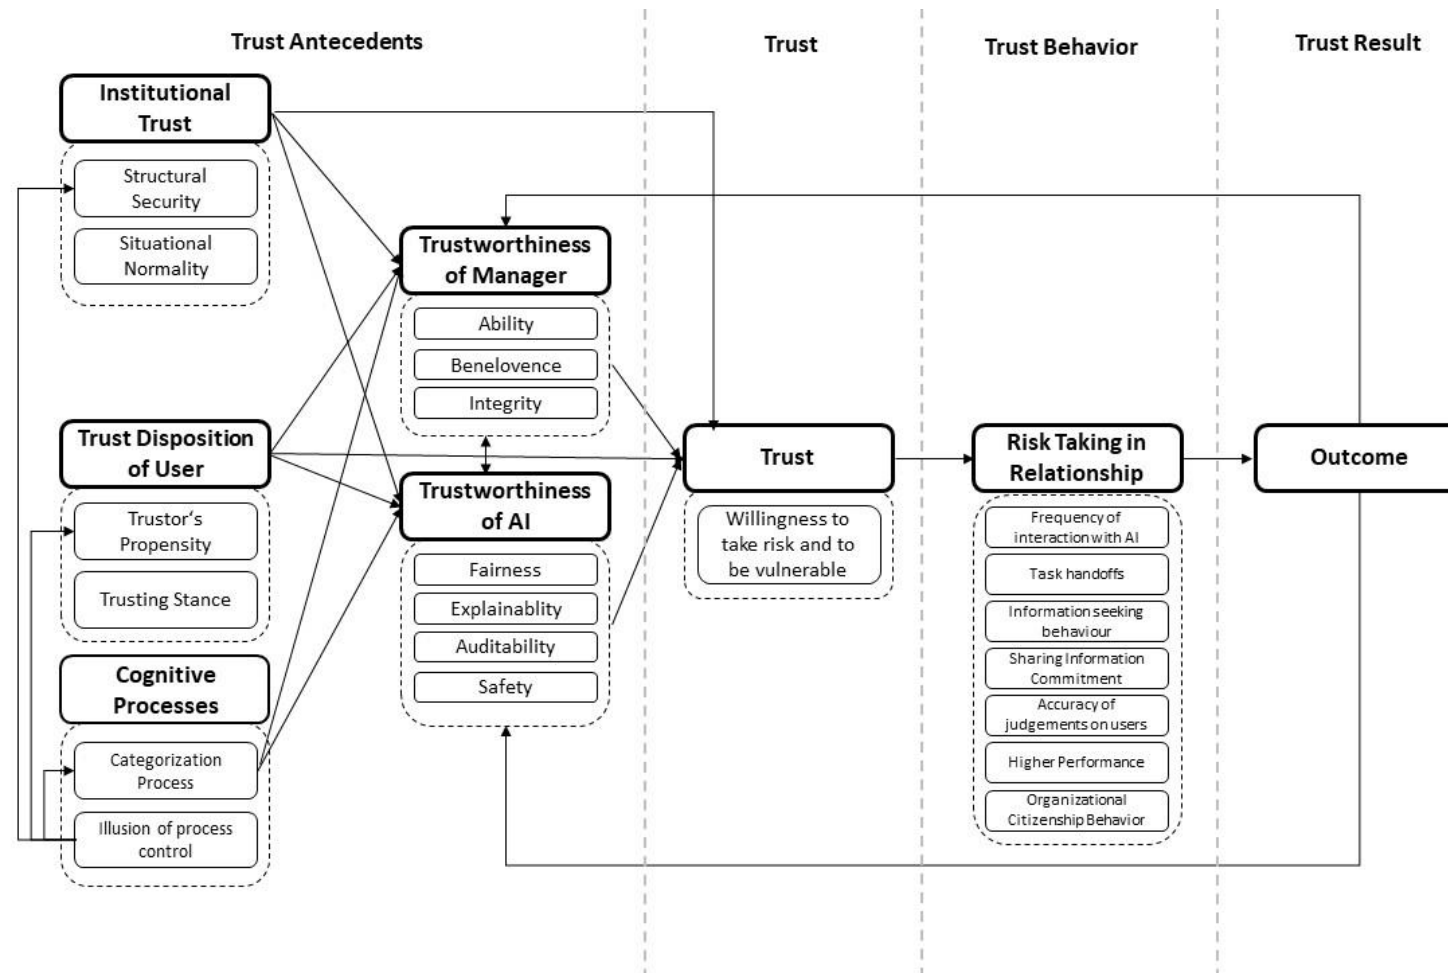 Trust Antecedents
Trust
Trust Behavior
Trust Result
Institutional
Trust
Structural
Security
Situational
Normality
Trust Disposition
of User
Trustor‘s
Propensity
Trusting Stance
Cognitive
Processes
Categorization
Process
Illusion of process
control
Trustworthiness
of Manager
Ability
Benelovence
Integrity
Trustworthiness
of AI
Fairness
Explainablity
Auditability
Safety
Trust
Willingness to
take risk and to
be vulnerable
Risk Taking in
Relationship
Frequency of
interaction with AI
Task handoffs
Information seeking
behaviour
Sharing Information
Commitment
Accuracy of
judgements on users
Higher Performance
Organizational
Citizenship Behavior
Outcome